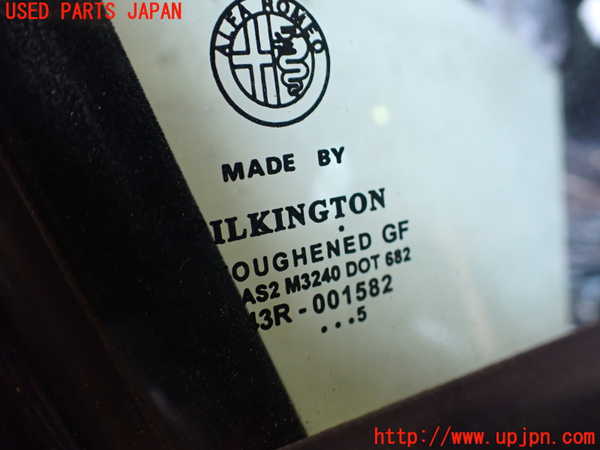 USED PARTS JAPAN
ALFA ROMEO
MADE BY
ILKINGTON
OUGHENED GF
AS2 M3240 DOT 682
43R - 001582
...5
http://www.upjpn.com